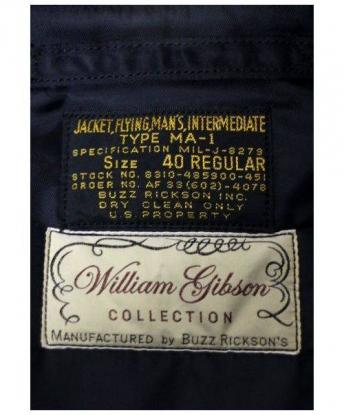 JACKET, FLYING, MAN'S, INTERMEDIATE
TYPE MA-1
SPECIFICATION MIL-J-8279
SIZE 40 REGULAR
STOCK NO. 8310-485900-451
ORDER NO. AF 33(602)-4078
BUZZ RICKSON INC.
DRY CLEAN ONLY
U.S. PROPERTY
William Gibson
COLLECTION
MANUFACTURED BY BUZZ RICKSON'S